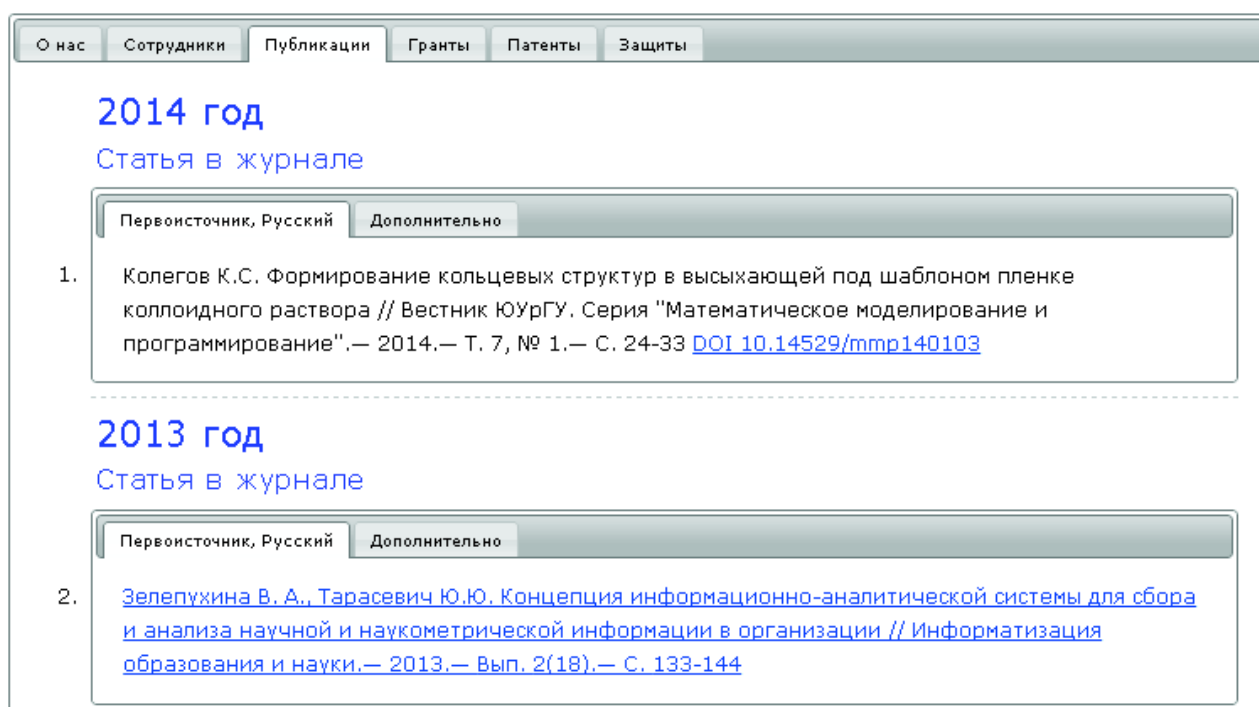 О нас Сотрудники Публикации Гранты Патенты Защиты
2014 год
Статья в журнале
Первоисточник, Русский Дополнительно
1. Колегов К.С. Формирование кольцевых структур в высыхающей под шаблоном пленке
коллоидного раствора // Вестник ЮУрГУ. Серия "Математическое моделирование и
программирование".— 2014.— Т. 7, № 1.— С. 24-33 DOI 10.14529/mmp140103
2013 год
Статья в журнале
Первоисточник, Русский Дополнительно
2. Зелепухина В. А., Тарасевич Ю.Ю. Концепция информационно-аналитической системы для сбора
и анализа научной и наукометрической информации в организации // Информатизация
образования и науки.— 2013.— Вып. 2(18).— С. 133-144